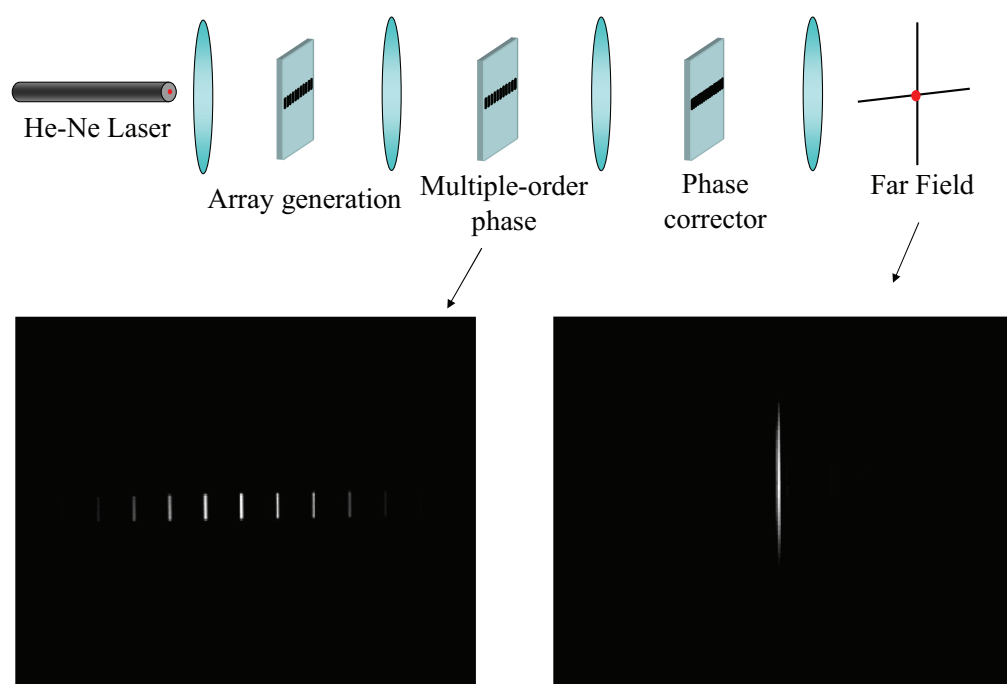 He-Ne Laser
Array generation
Multiple-order
phase
Phase
corrector
Far Field